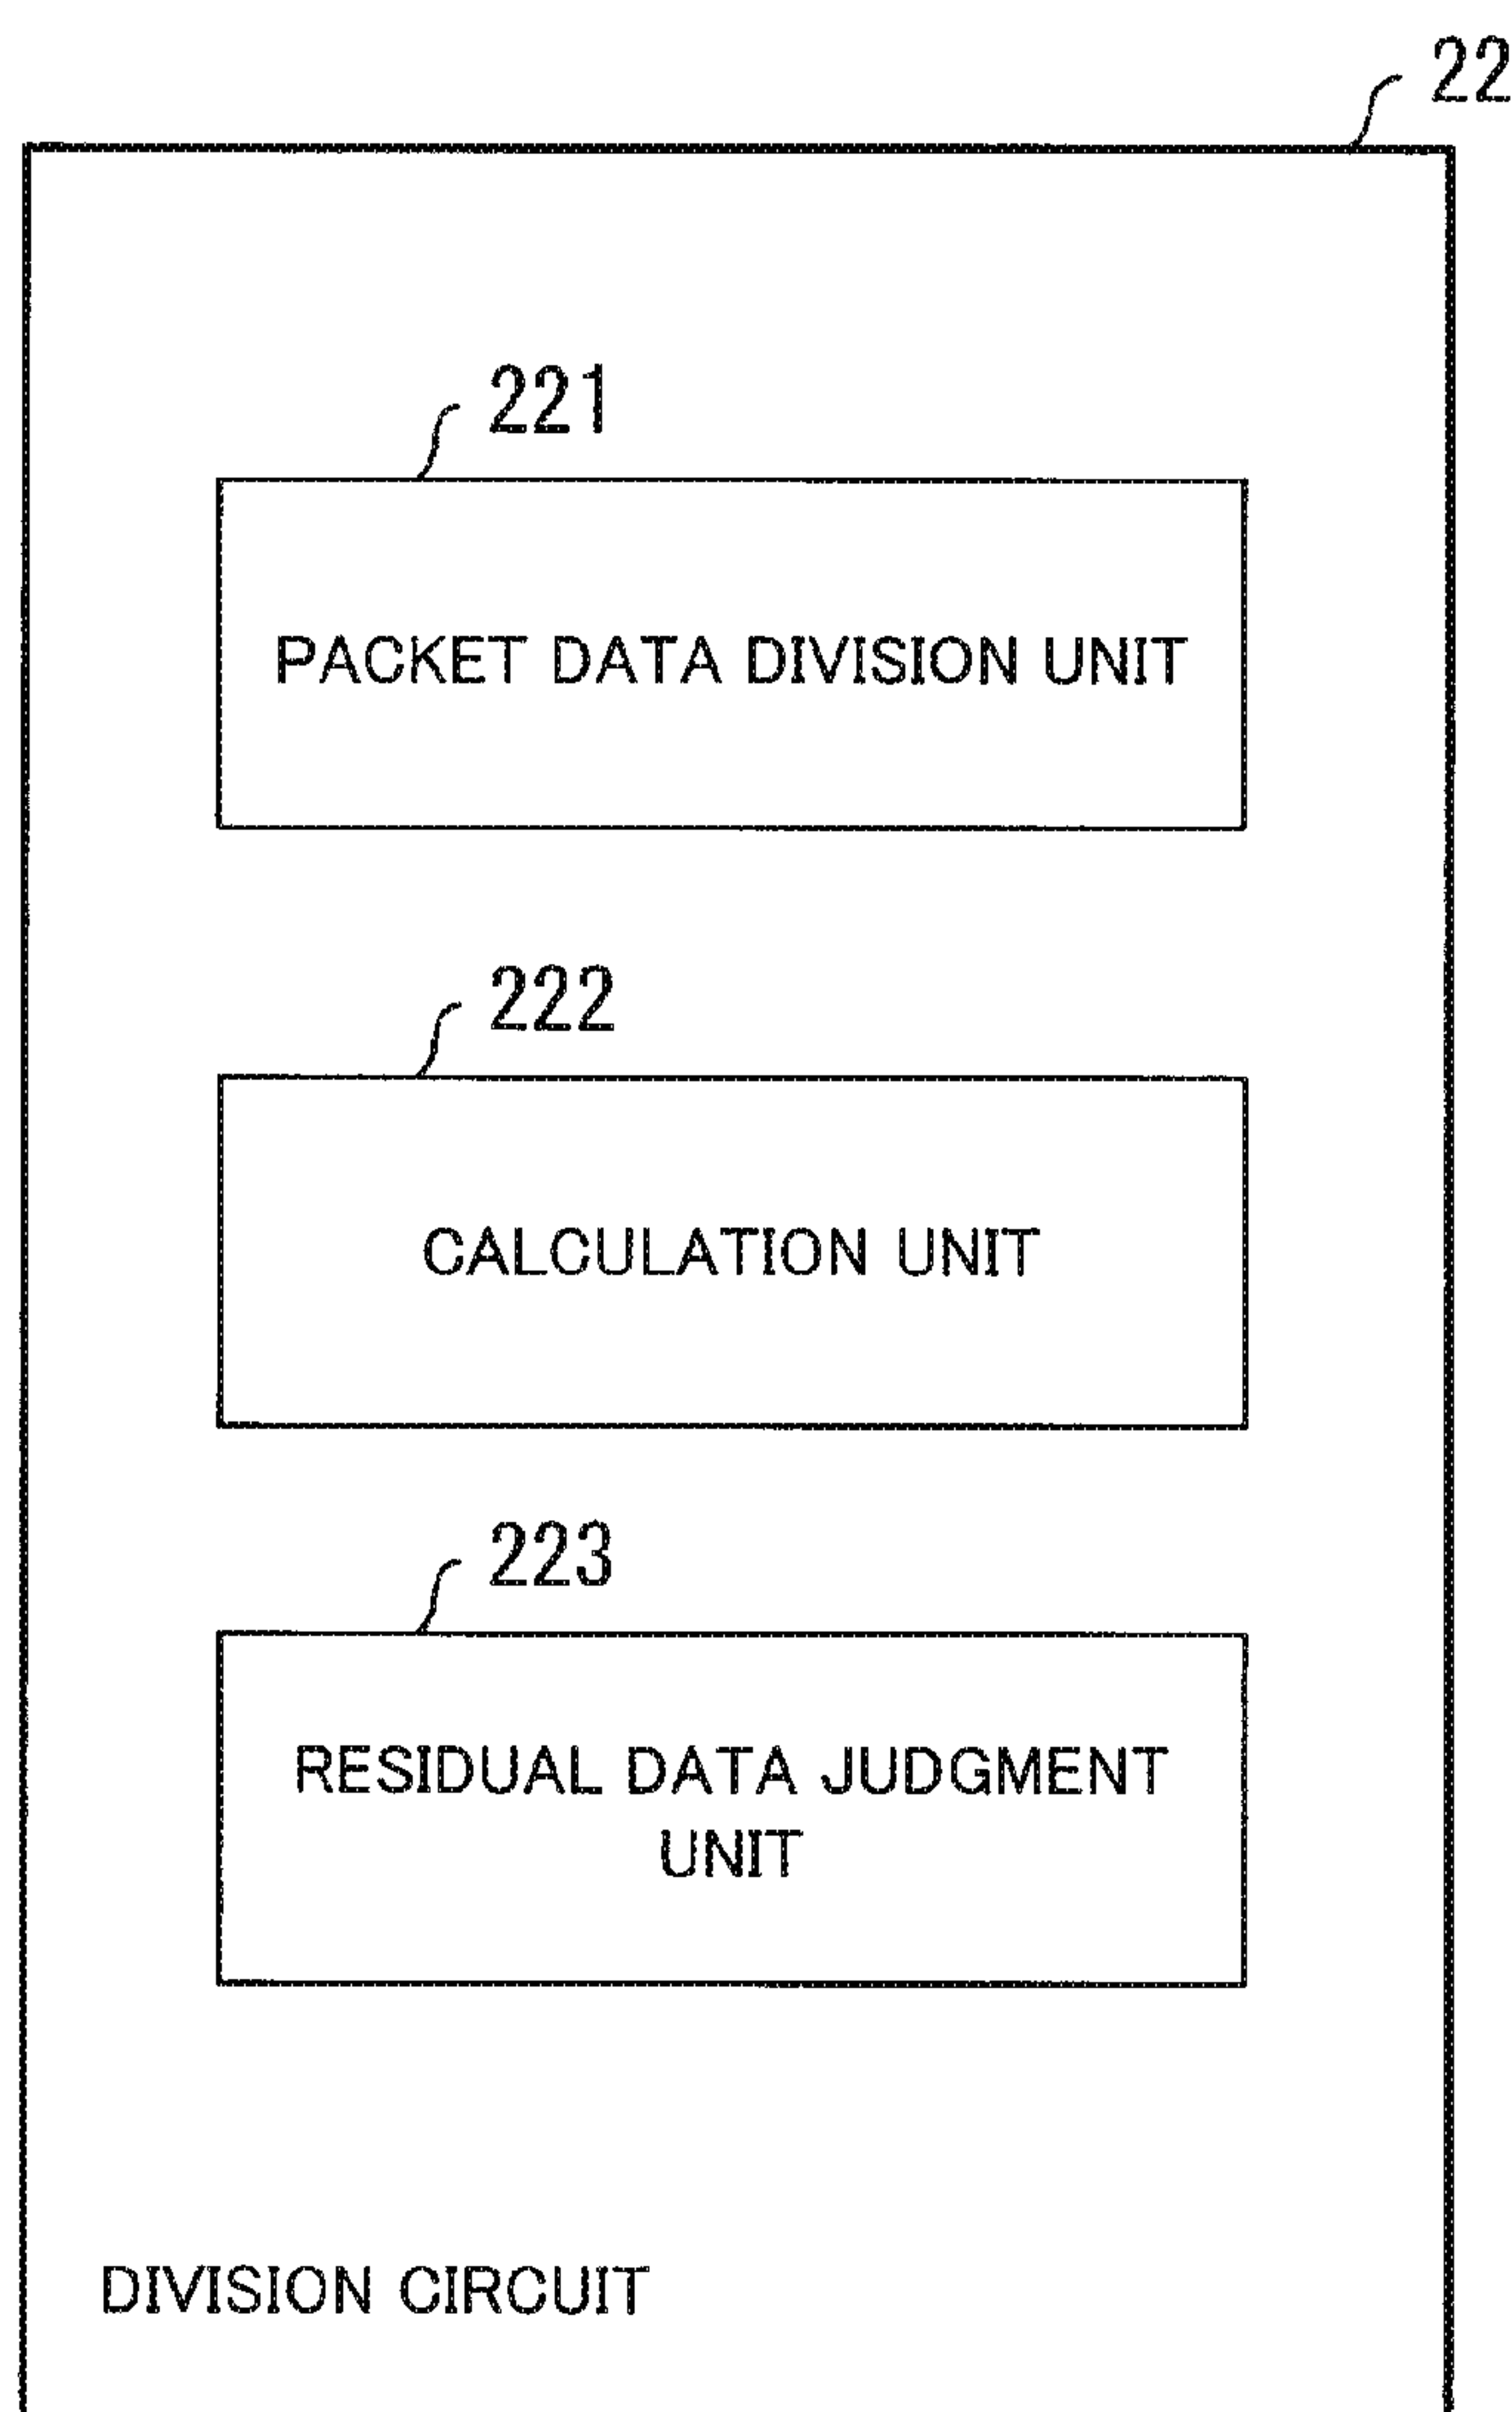 22
221
PACKET DATA DIVISION UNIT
222
CALCULATION UNIT
223
RESIDUAL DATA JUDGMENT
UNIT
DIVISION CIRCUIT